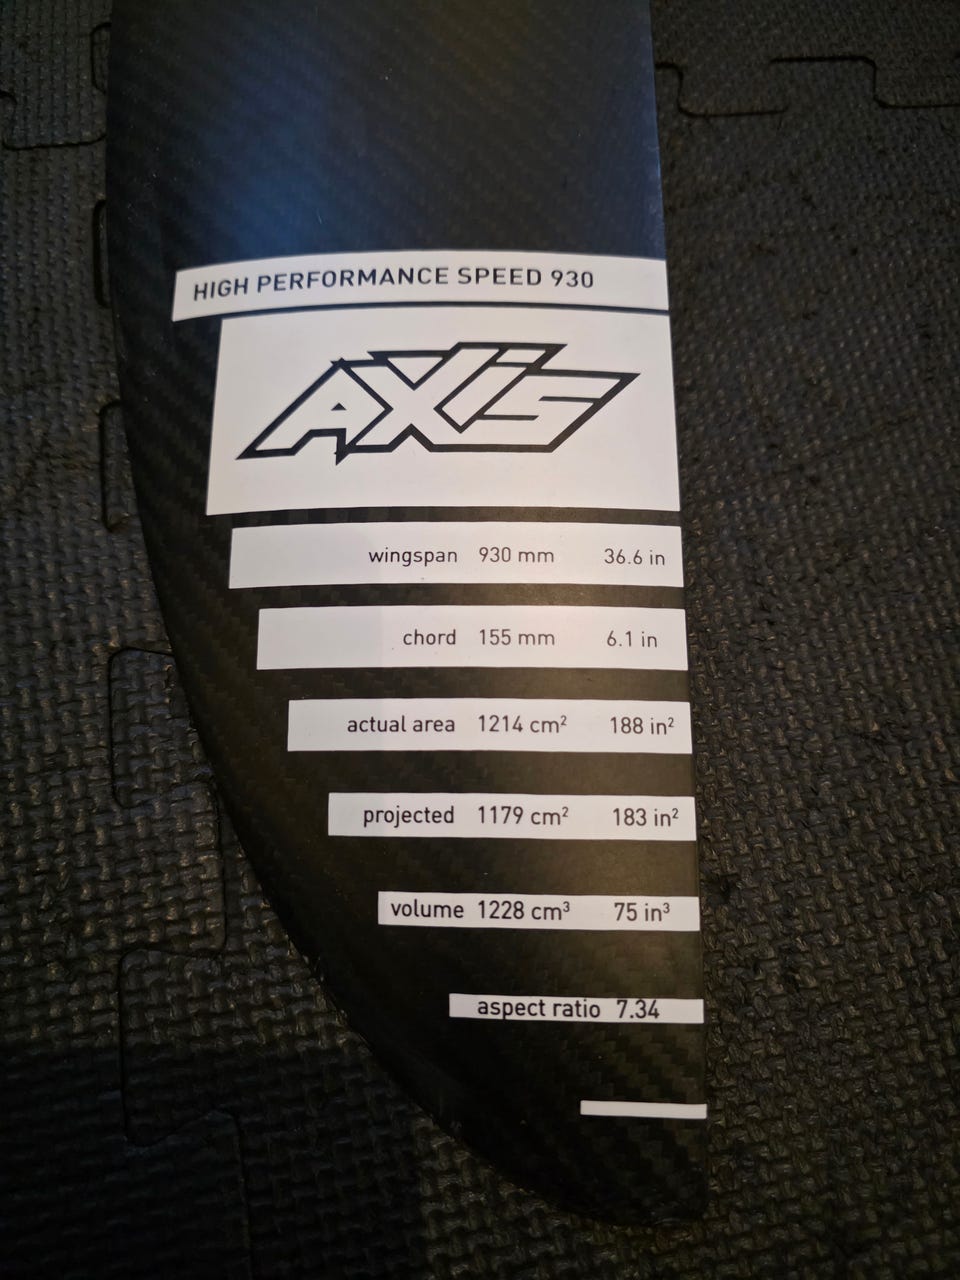 HIGH PERFORMANCE SPEED 930
AXIS
wingspan 930 mm 36.6 in
chord 155 mm 6.1 in
actual area 1214 cm² 188 in²
projected 1179 cm² 183 in²
volume 1228 cm³ 75 in³
aspect ratio 7.34